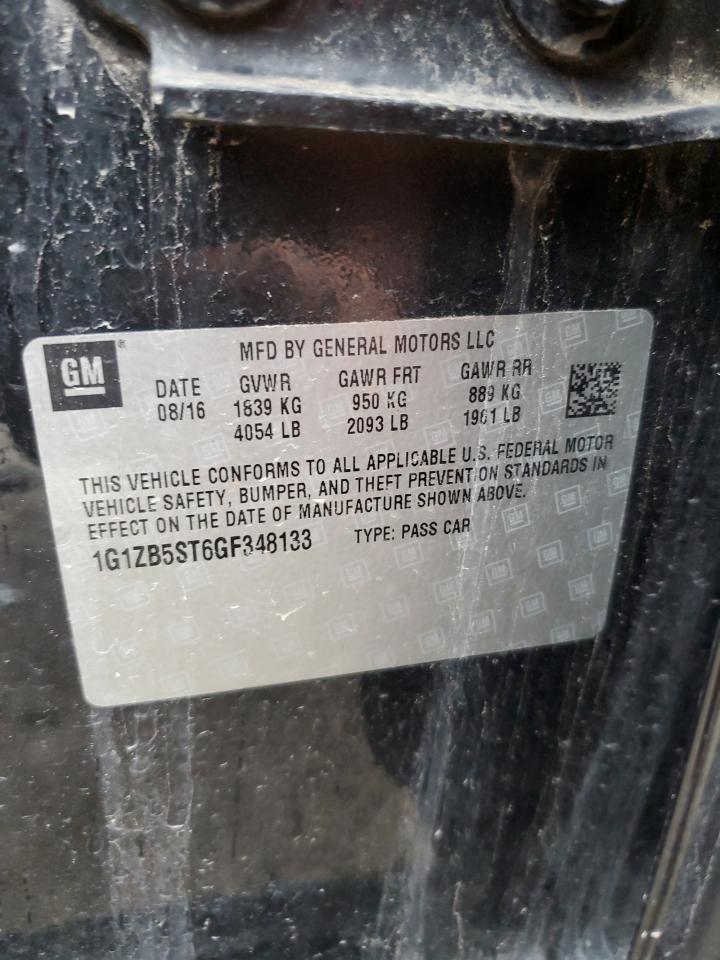 GM
MFD BY GENERAL MOTORS LLC
DATE GVWR GAWR FRT GAWR RR
08/16 1839 KG 950 KG 889 KG
4054 LB 2093 LB 1961 LB
THIS VEHICLE CONFORMS TO ALL APPLICABLE U.S. FEDERAL MOTOR
VEHICLE SAFETY, BUMPER, AND THEFT PREVENTION STANDARDS IN
EFFECT ON THE DATE OF MANUFACTURE SHOWN ABOVE.
1G1ZB5ST6GF348133 TYPE: PASS CAR